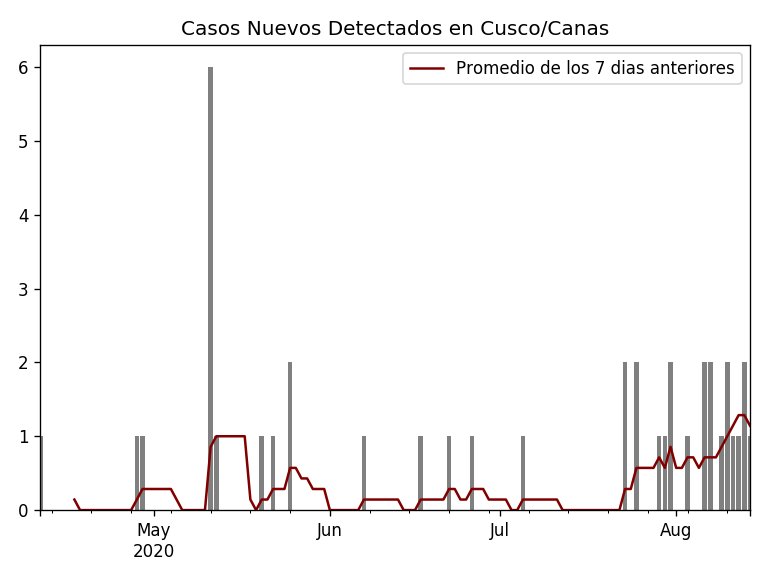 Casos Nuevos Detectados en Cusco/Canas
Promedio de los 7 dias anteriores
6
5
4
3
2
1
0
May Jun Jul Aug
2020